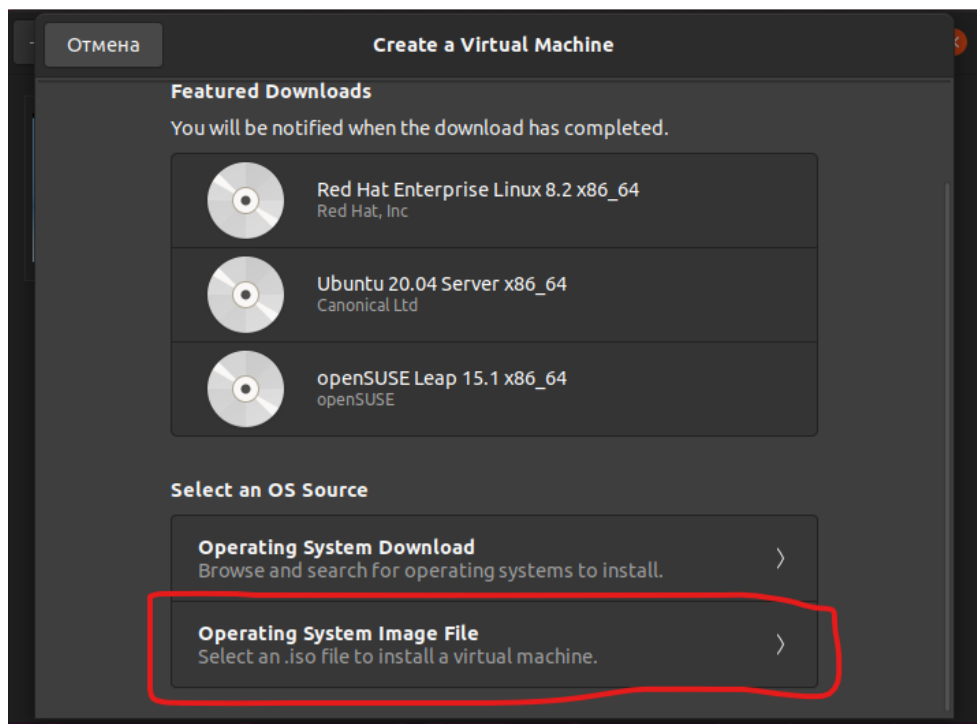 Отмена
Create a Virtual Machine
Featured Downloads
You will be notified when the download has completed.
Red Hat Enterprise Linux 8.2 x86_64
Red Hat, Inc
Ubuntu 20.04 Server x86_64
Canonical Ltd
openSUSE Leap 15.1 x86_64
openSUSE
Select an OS Source
Operating System Download
Browse and search for operating systems to install.
Operating System Image File
Select an .iso file to install a virtual machine.